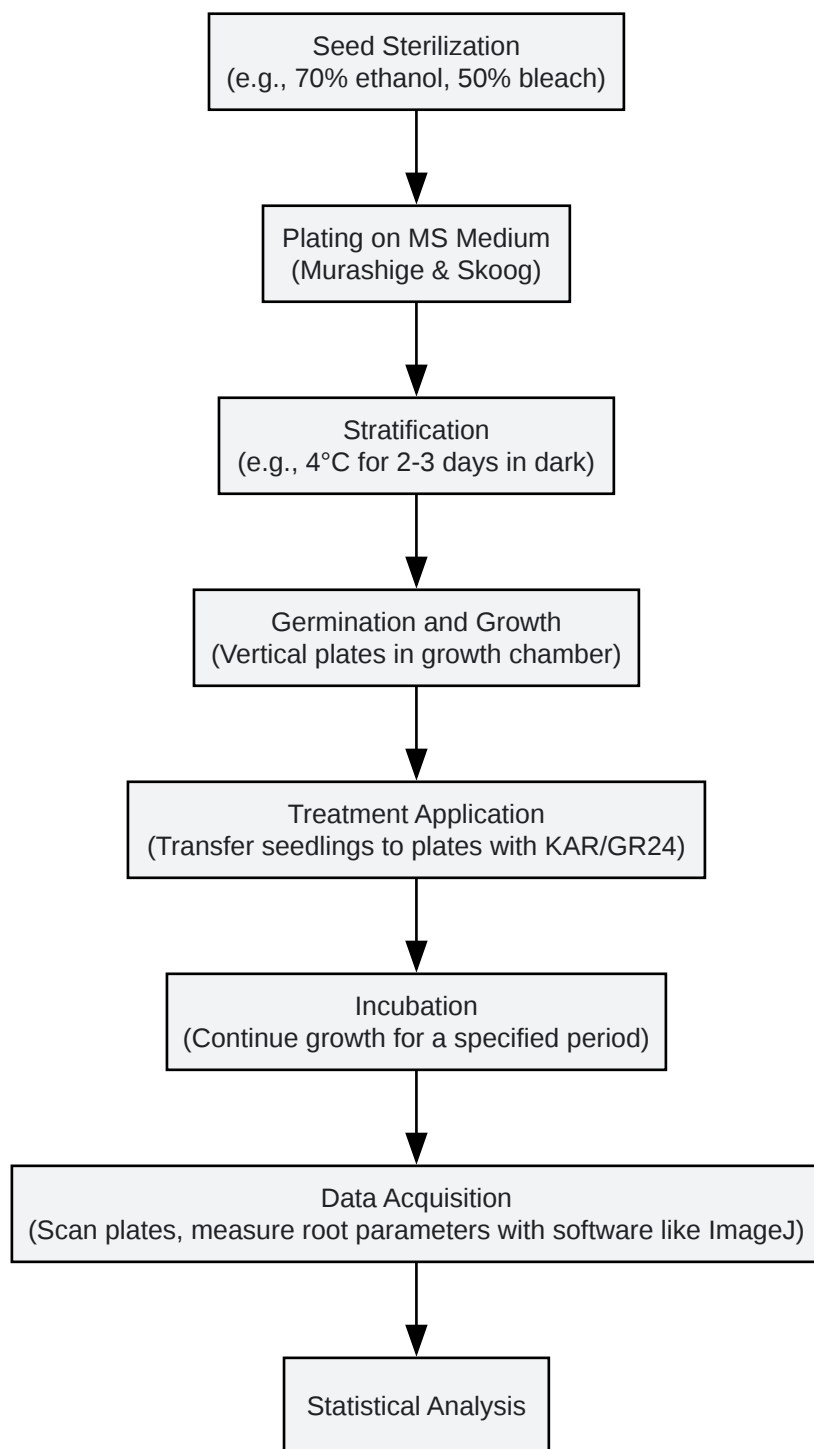 Seed Sterilization
(e.g., 70% ethanol, 50% bleach)
Plating on MS Medium
(Murashige & Skoog)
Stratification
(e.g., 4°C for 2-3 days in dark)
Germination and Growth
(Vertical plates in growth chamber)
Treatment Application
(Transfer seedlings to plates with KAR/GR24)
Incubation
(Continue growth for a specified period)
Data Acquisition
(Scan plates, measure root parameters with software like ImageJ)
Statistical Analysis